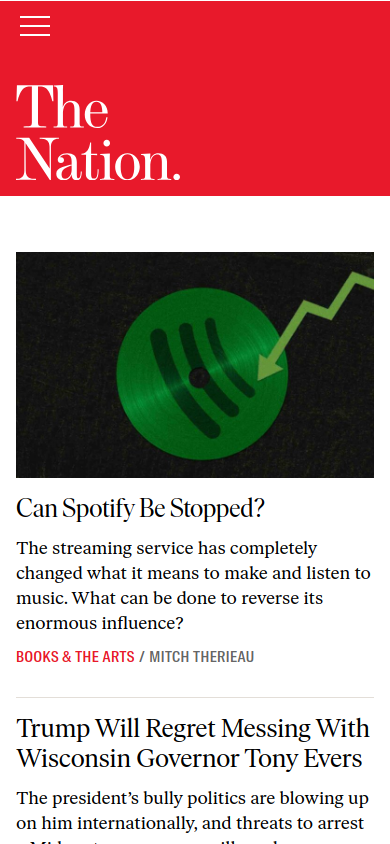 The
Nation.
Can Spotify Be Stopped?
The streaming service has completely
changed what it means to make and listen to
music. What can be done to reverse its
enormous influence?
BOOKS & THE ARTS / MITCH THERIEAU
Trump Will Regret Messing With
Wisconsin Governor Tony Evers
The president’s bully politics are blowing up
on him internationally, and threats to arrest